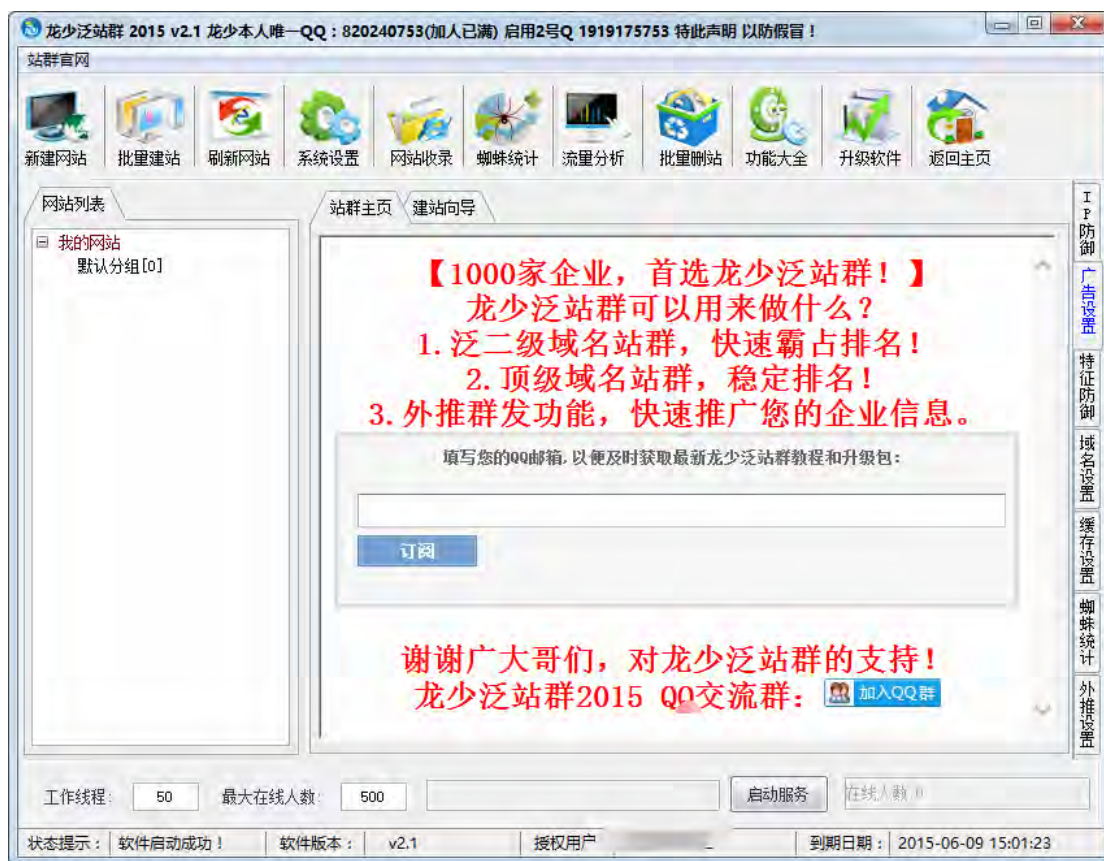 龙少泛站群 2015 v2.1 龙少本人唯一QQ：820240753(加人已满) 启用2号Q 1919175753 特此声明 以防假冒！
站群官网
新建网站 批量建站 刷新网站 系统设置 网站收录 蜘蛛统计 流量分析 批量删站 功能大全 升级软件 返回主页
网站列表
我的网站
默认分组[0]
站群主页 建站向导
【1000家企业，首选龙少泛站群！】
龙少泛站群可以用来做什么？
1.泛二级域名站群，快速霸占排名！
2.顶级域名站群，稳定排名！
3.外推群发功能，快速推广您的企业信息。
填写您的QQ邮箱,以便及时获取最新龙少泛站群教程和升级包：
订阅
谢谢广大哥们，对龙少泛站群的支持！
龙少泛站群2015 QQ交流群： 加入QQ群
IP防御
广告设置
特征防御
域名设置
缓存设置
蜘蛛统计
外推设置
工作线程: 50 最大在线人数: 500 启动服务 在线人数 0
状态提示： 软件启动成功！ 软件版本： v2.1 授权用户 到期日期： 2015-06-09 15:01:23